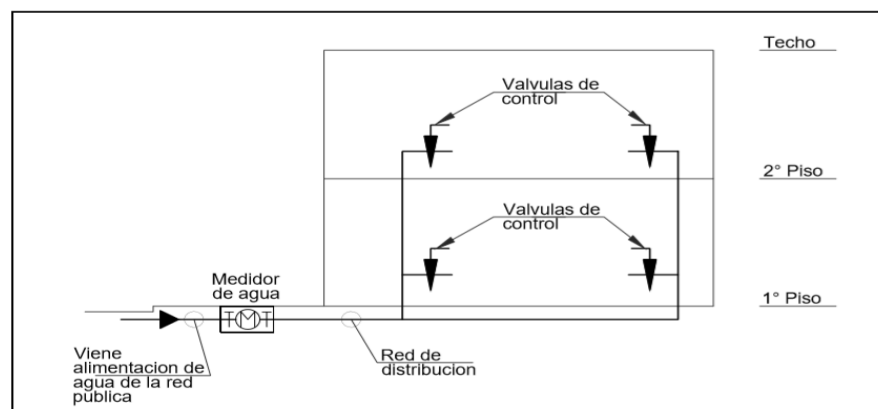 Techo
Valvulas de
control
2° Piso
Valvulas de
control
Medidor
de agua
M
1° Piso
Viene
alimentacion de
agua de la red
publica
Red de
distribucion